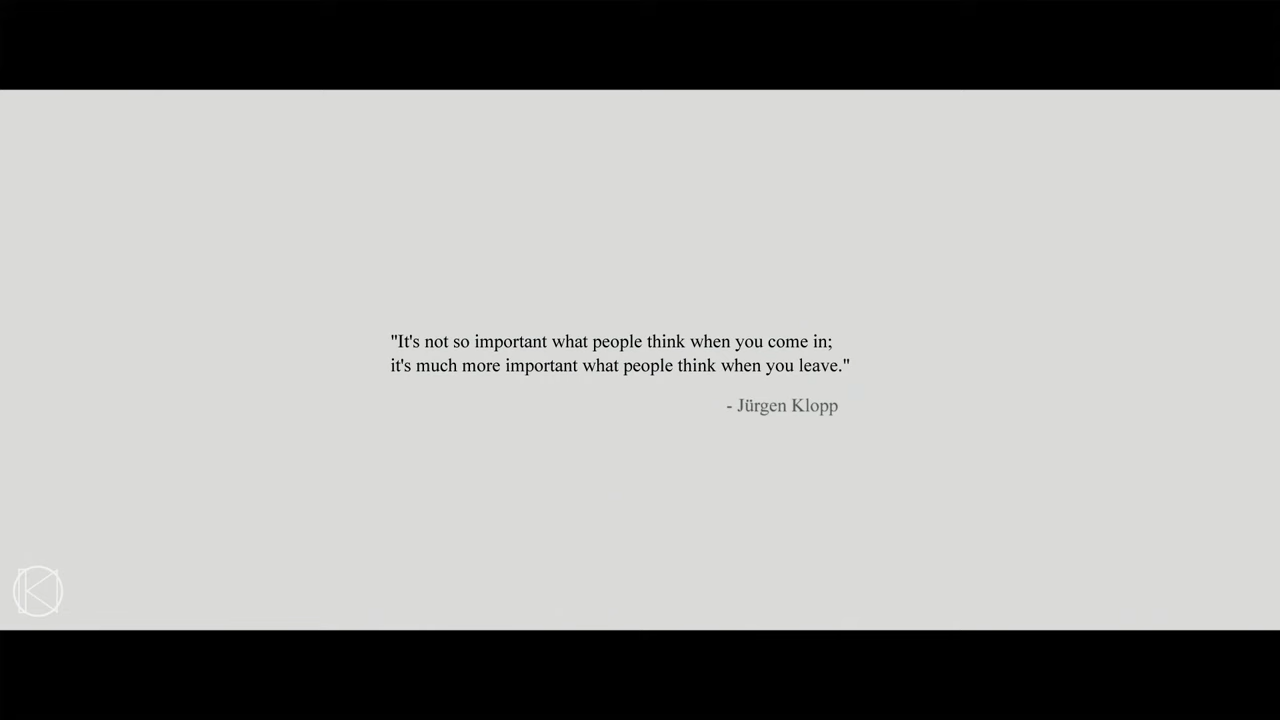 "It's not so important what people think when you come in;
it's much more important what people think when you leave."
- Jürgen Klopp